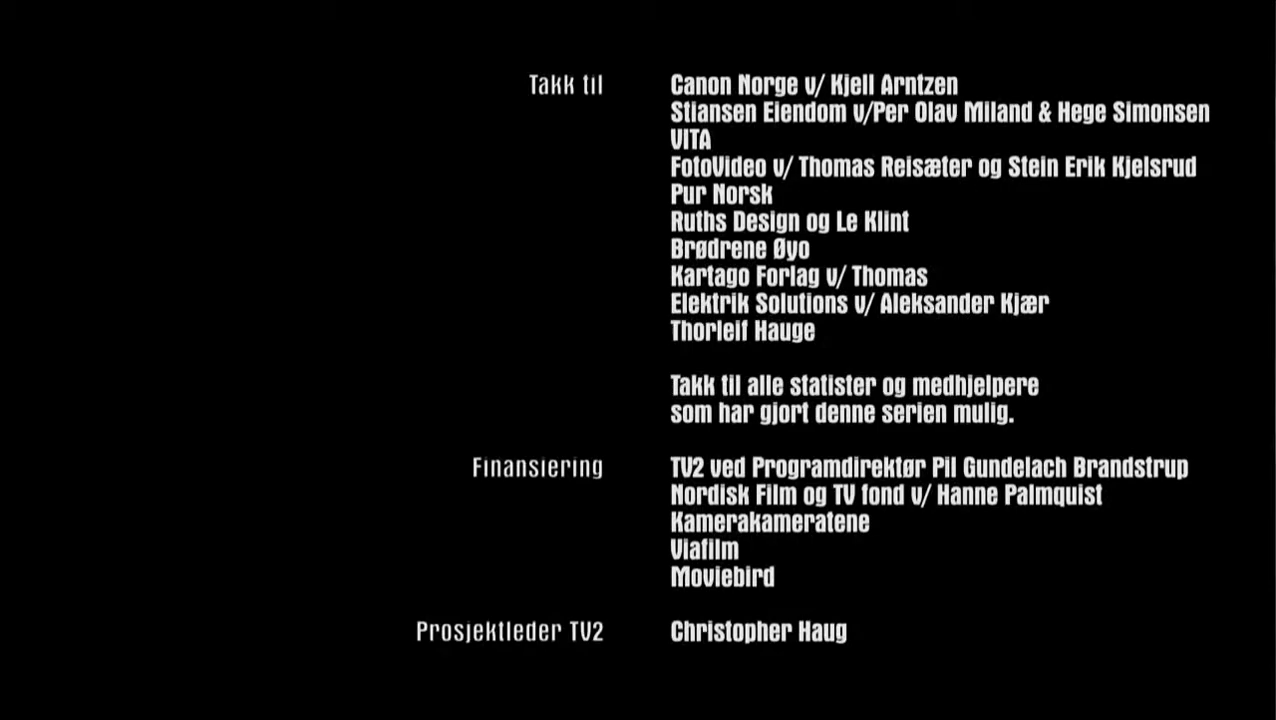 Takk til Canon Norge v/ Kjell Arntzen
Stiansen Eiendom v/Per Olav Miland & Hege Simonsen
VITA
FotoVideo v/ Thomas Reisæter og Stein Erik Kjelsrud
Pur Norsk
Ruths Design og Le Klint
Brødrene Øyo
Kartago Forlag v/ Thomas
Elektrik Solutions v/ Aleksander Kjær
Thorleif Hauge
Takk til alle statister og medhjelpere
som har gjort denne serien mulig.
Finansiering TV2 ved Programdirektør Pil Gundelach Brandstrup
Nordisk Film og TV fond v/ Hanne Palmquist
Kamerakameratene
Viafilm
Moviebird
Prosjektleder TV2 Christopher Haug